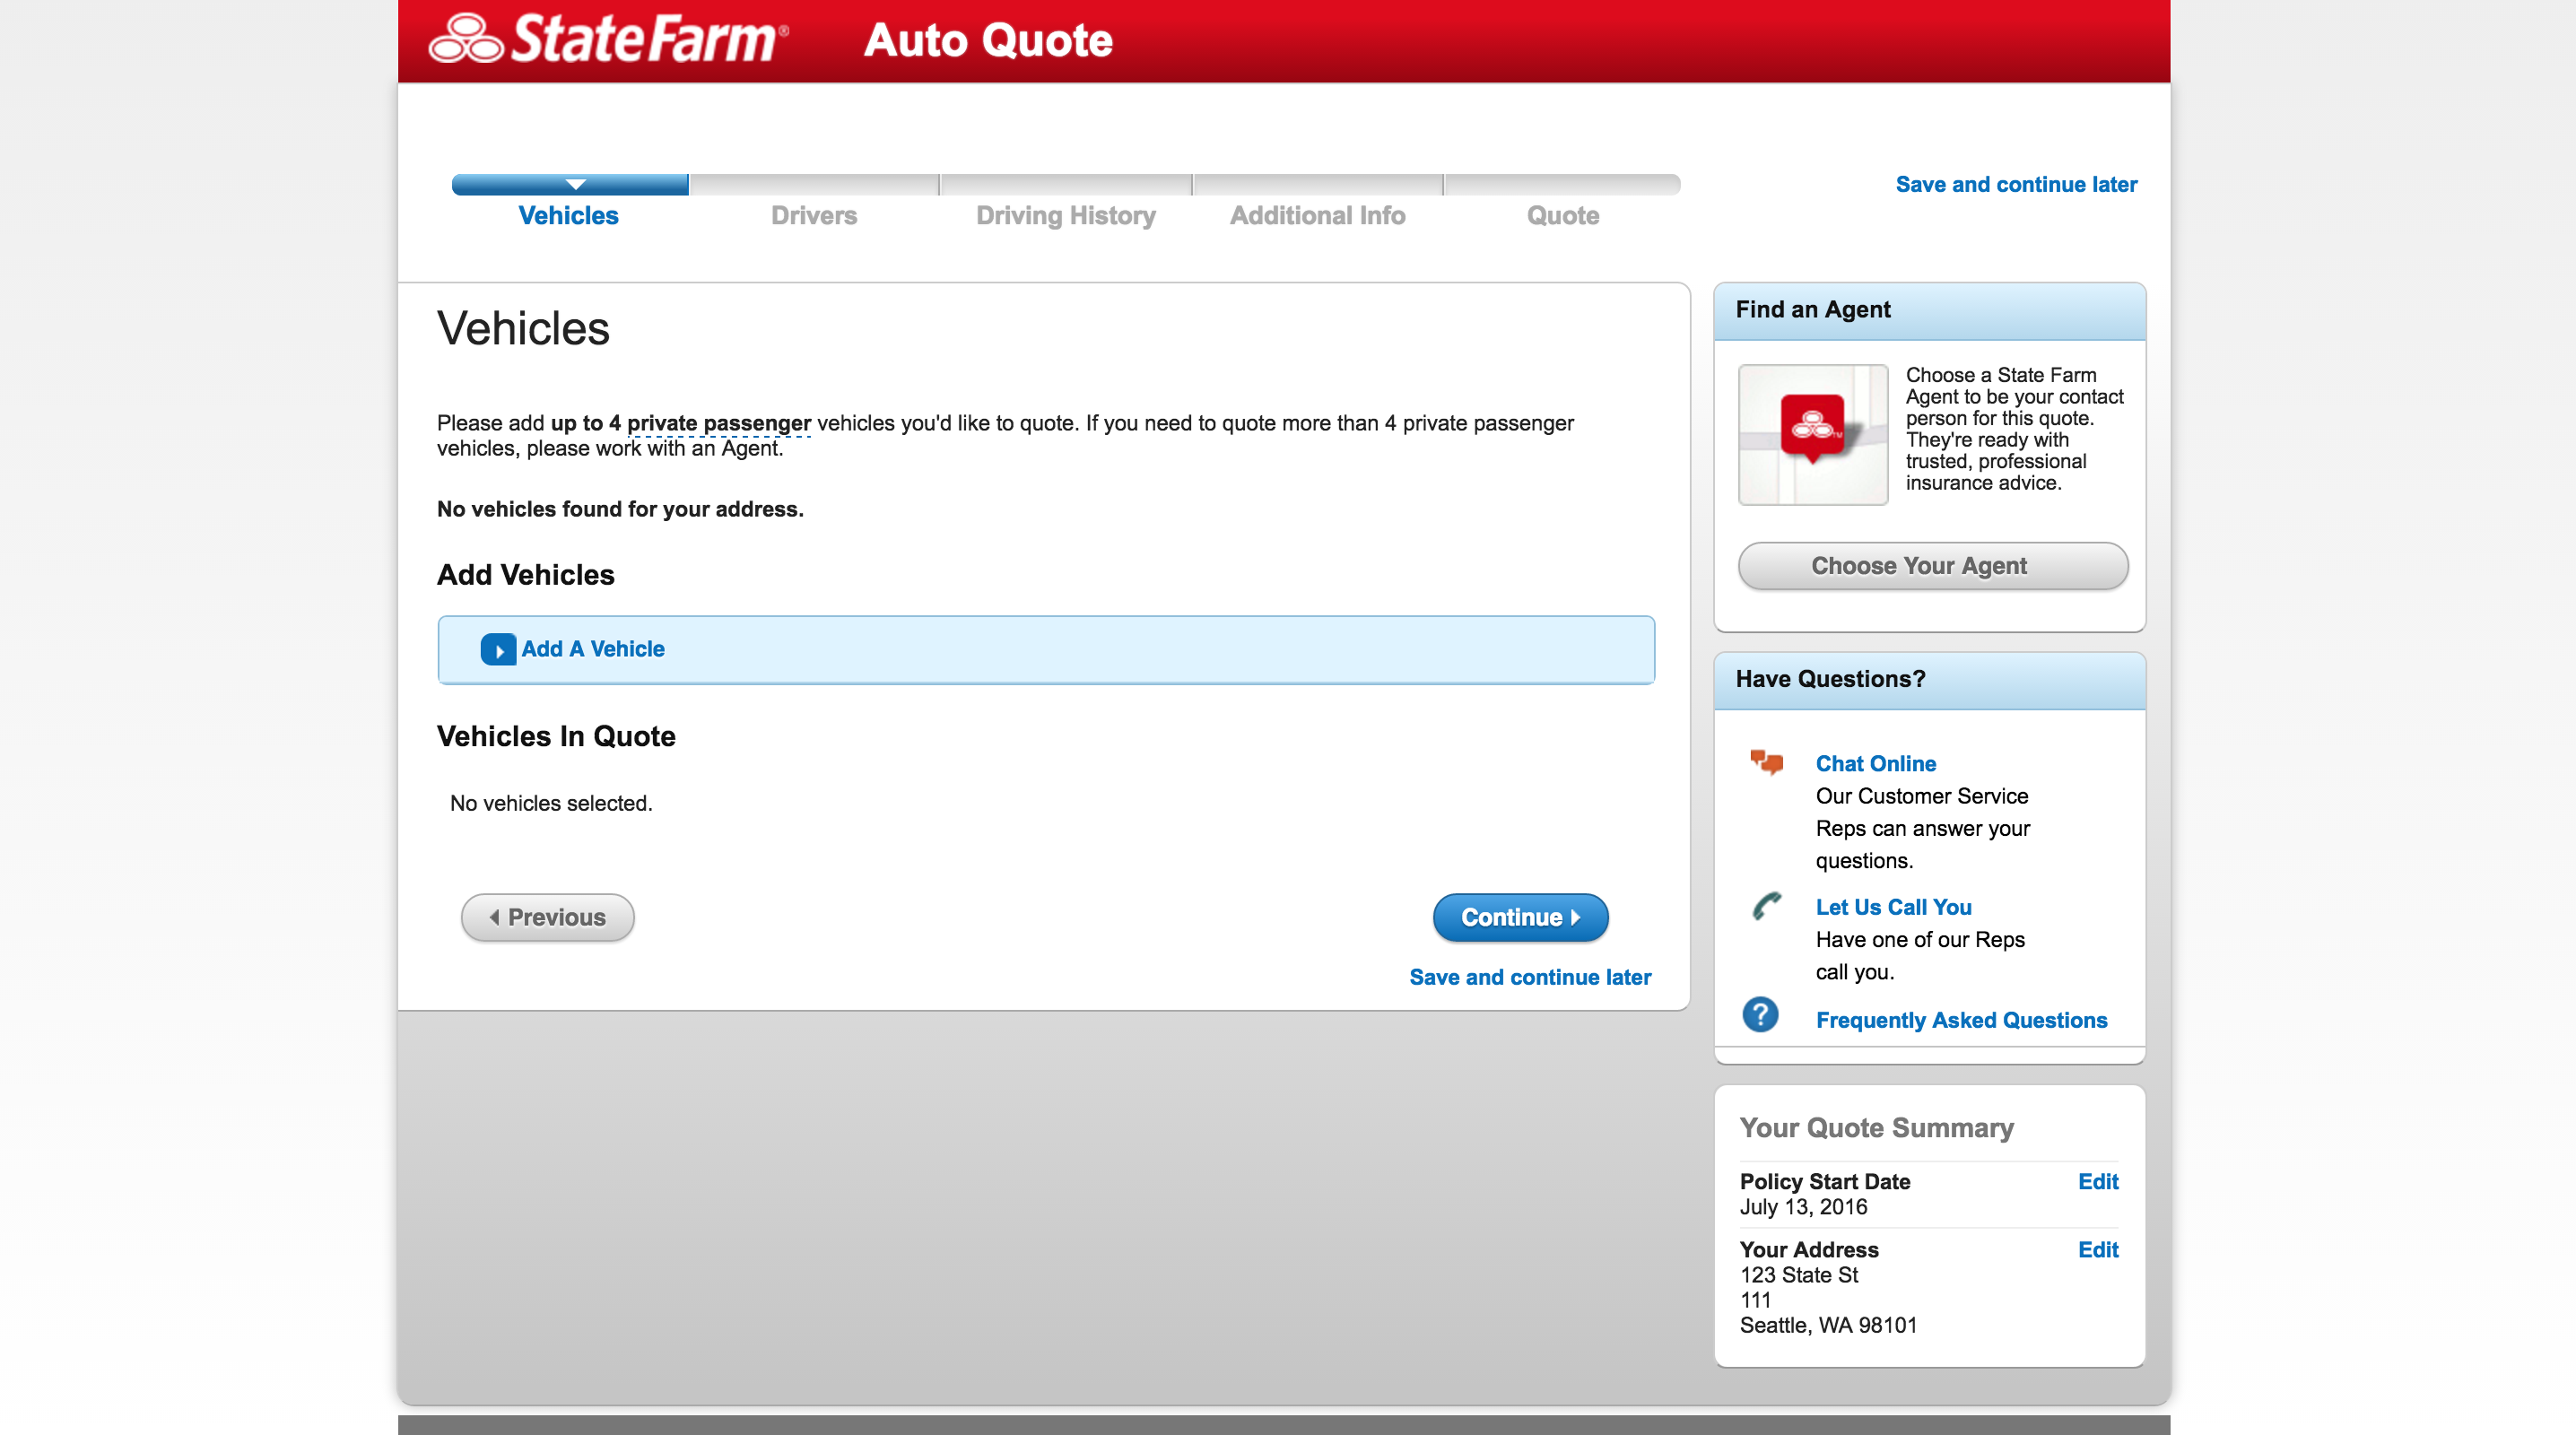 StateFarm® Auto Quote
Save and continue later
Vehicles Drivers Driving History Additional Info Quote
Vehicles
Please add up to 4 private passenger vehicles you'd like to quote. If you need to quote more than 4 private passenger
vehicles, please work with an Agent.
No vehicles found for your address.
Add Vehicles
Add A Vehicle
Vehicles In Quote
No vehicles selected.
Previous
Continue
Save and continue later
Find an Agent
TM
Choose a State Farm
Agent to be your contact
person for this quote.
They're ready with
trusted, professional
insurance advice.
Choose Your Agent
Have Questions?
Chat Online
Our Customer Service
Reps can answer your
questions.
Let Us Call You
Have one of our Reps
call you.
?
Frequently Asked Questions
Your Quote Summary
Policy Start Date Edit
July 13, 2016
Your Address Edit
123 State St
111
Seattle, WA 98101